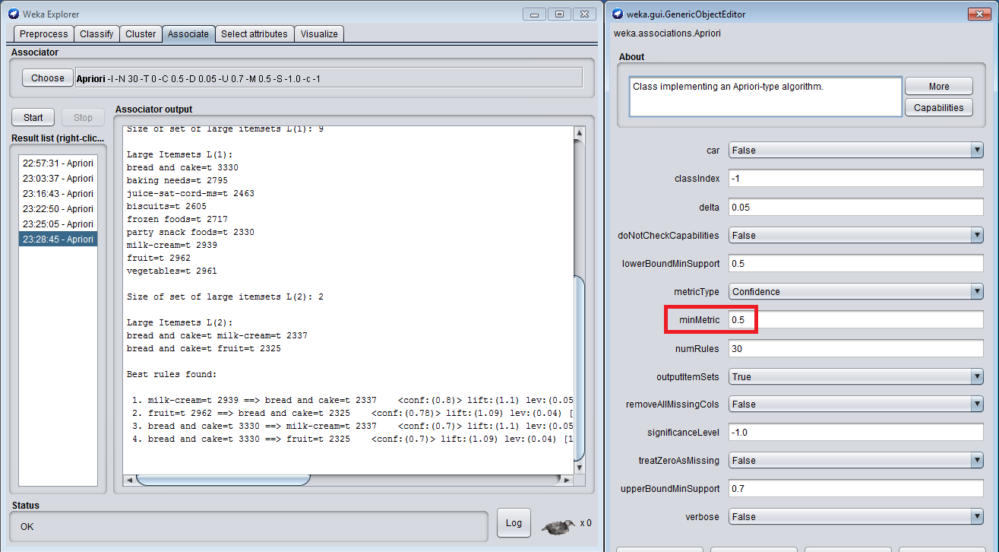 Weka Explorer
Preprocess Classify Cluster Associate Select attributes Visualize
Associator
Choose Apriori -I -N 30 -T 0 -C 0.5 -D 0.05 -U 0.7 -M 0.5 -S -1.0 -c -1
Start Stop
Result list (right-clic...
22:57:31 - Apriori
23:03:37 - Apriori
23:16:43 - Apriori
23:22:50 - Apriori
23:25:05 - Apriori
23:28:45 - Apriori
Associator output
Size of set of large itemsets L(1): 9
Large Itemsets L(1):
bread and cake=t 3330
baking needs=t 2795
juice-sat-cord-ms=t 2463
biscuits=t 2605
frozen foods=t 2717
party snack foods=t 2330
milk-cream=t 2939
fruit=t 2962
vegetables=t 2961
Size of set of large itemsets L(2): 2
Large Itemsets L(2):
bread and cake=t milk-cream=t 2337
bread and cake=t fruit=t 2325
Best rules found:
1. milk-cream=t 2939 ==> bread and cake=t 2337 <conf:(0.8)> lift:(1.1) lev:(0.05
2. fruit=t 2962 ==> bread and cake=t 2325 <conf:(0.78)> lift:(1.09) lev:(0.04) [
3. bread and cake=t 3330 ==> milk-cream=t 2337 <conf:(0.7)> lift:(1.1) lev:(0.05
4. bread and cake=t 3330 ==> fruit=t 2325 <conf:(0.7)> lift:(1.09) lev:(0.04) [1
Status
OK
Log
x 0
weka.gui.GenericObjectEditor
weka.associations.Apriori
About
Class implementing an Apriori-type algorithm.
More
Capabilities
car False
classIndex -1
delta 0.05
doNotCheckCapabilities False
lowerBoundMinSupport 0.5
metricType Confidence
minMetric 0.5
numRules 30
outputItemSets True
removeAllMissingCols False
significanceLevel -1.0
treatZeroAsMissing False
upperBoundMinSupport 0.7
verbose False